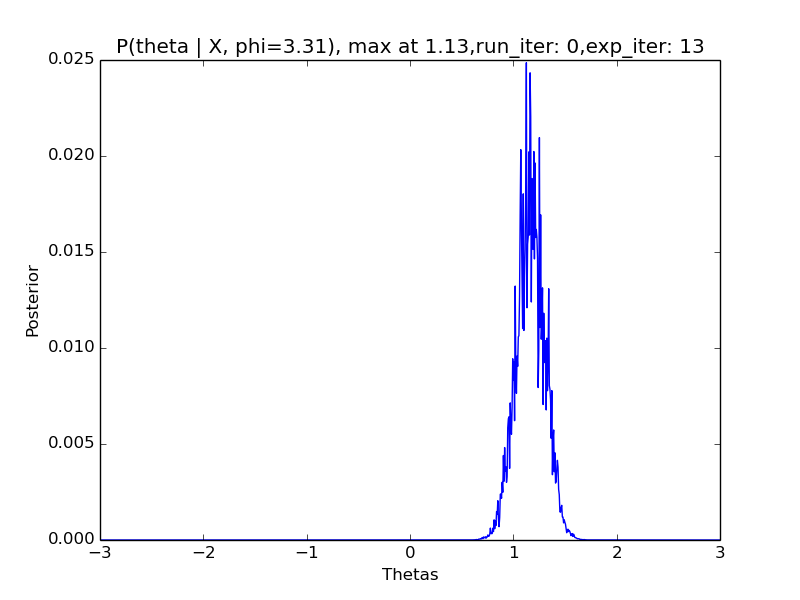 P(theta | X, phi=3.31), max at 1.13,run_iter: 0,exp_iter: 13
0.025
0.020
0.015
0.010
0.005
0.000
Posterior
−3 −2 −1 0 1 2 3
Thetas